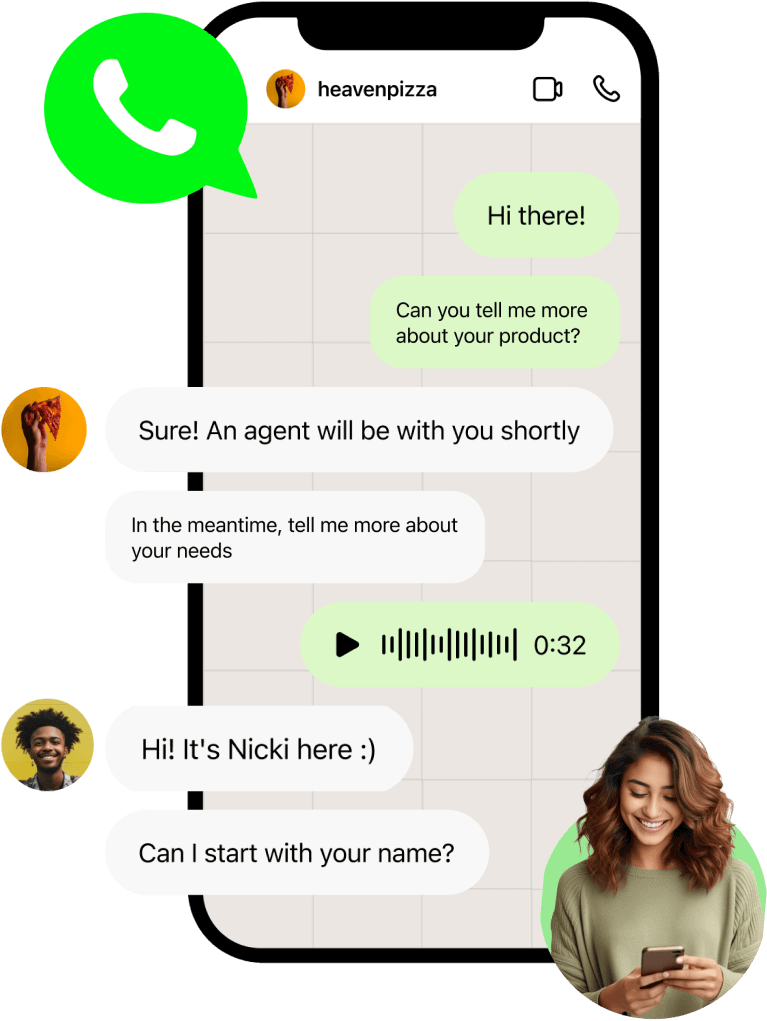 heavenpizza
Hi there!
Can you tell me more
about your product?
Sure! An agent will be with you shortly
In the meantime, tell me more about
your needs
0:32
Hi! It's Nicki here :)
Can I start with your name?